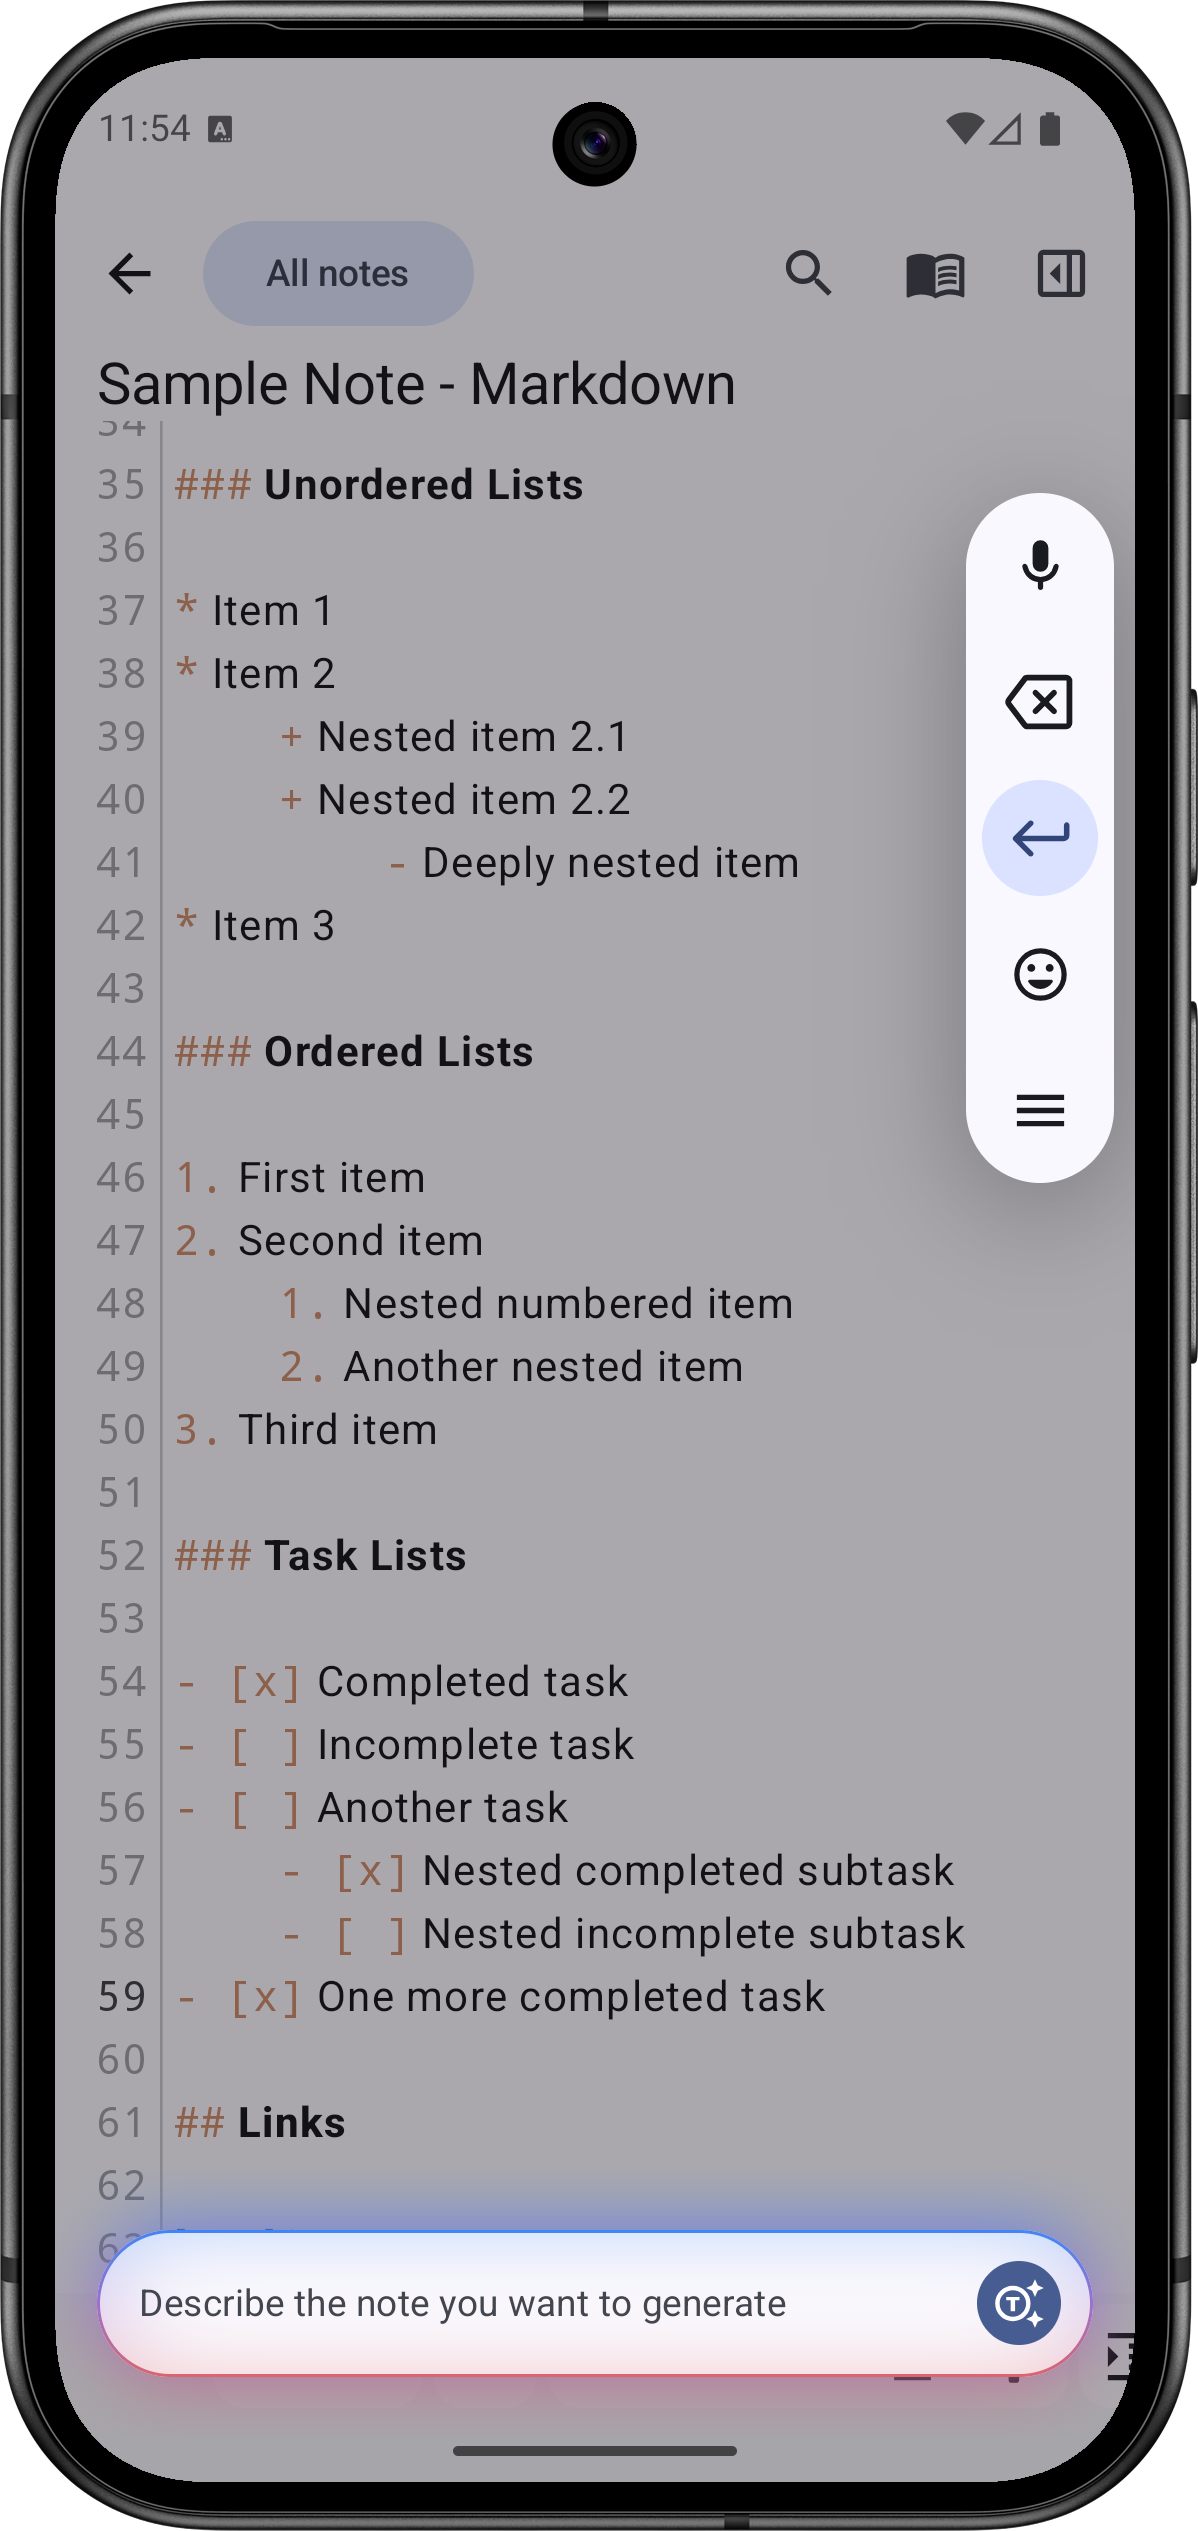 11:54
All notes
Sample Note - Markdown
34
35 ### Unordered Lists
36
37 * Item 1
38 * Item 2
39 + Nested item 2.1
40 + Nested item 2.2
41 - Deeply nested item
42 * Item 3
43
44 ### Ordered Lists
45
46 1. First item
47 2. Second item
48 1. Nested numbered item
49 2. Another nested item
50 3. Third item
51
52 ### Task Lists
53
54 - [x] Completed task
55 - [ ] Incomplete task
56 - [ ] Another task
57 - [x] Nested completed subtask
58 - [ ] Nested incomplete subtask
59 - [x] One more completed task
60
61 ## Links
62
63
Describe the note you want to generate